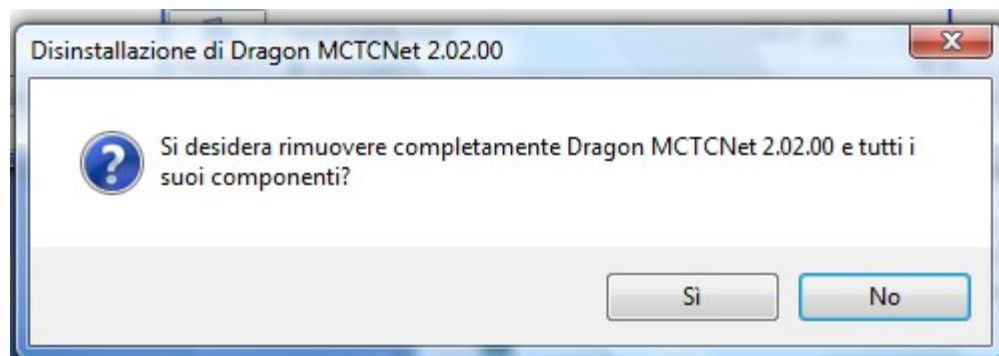 Disinstallazione di Dragon MCTCNet 2.02.00
Si desidera rimuovere completamente Dragon MCTCNet 2.02.00 e tutti i
suoi componenti?
Sì
No